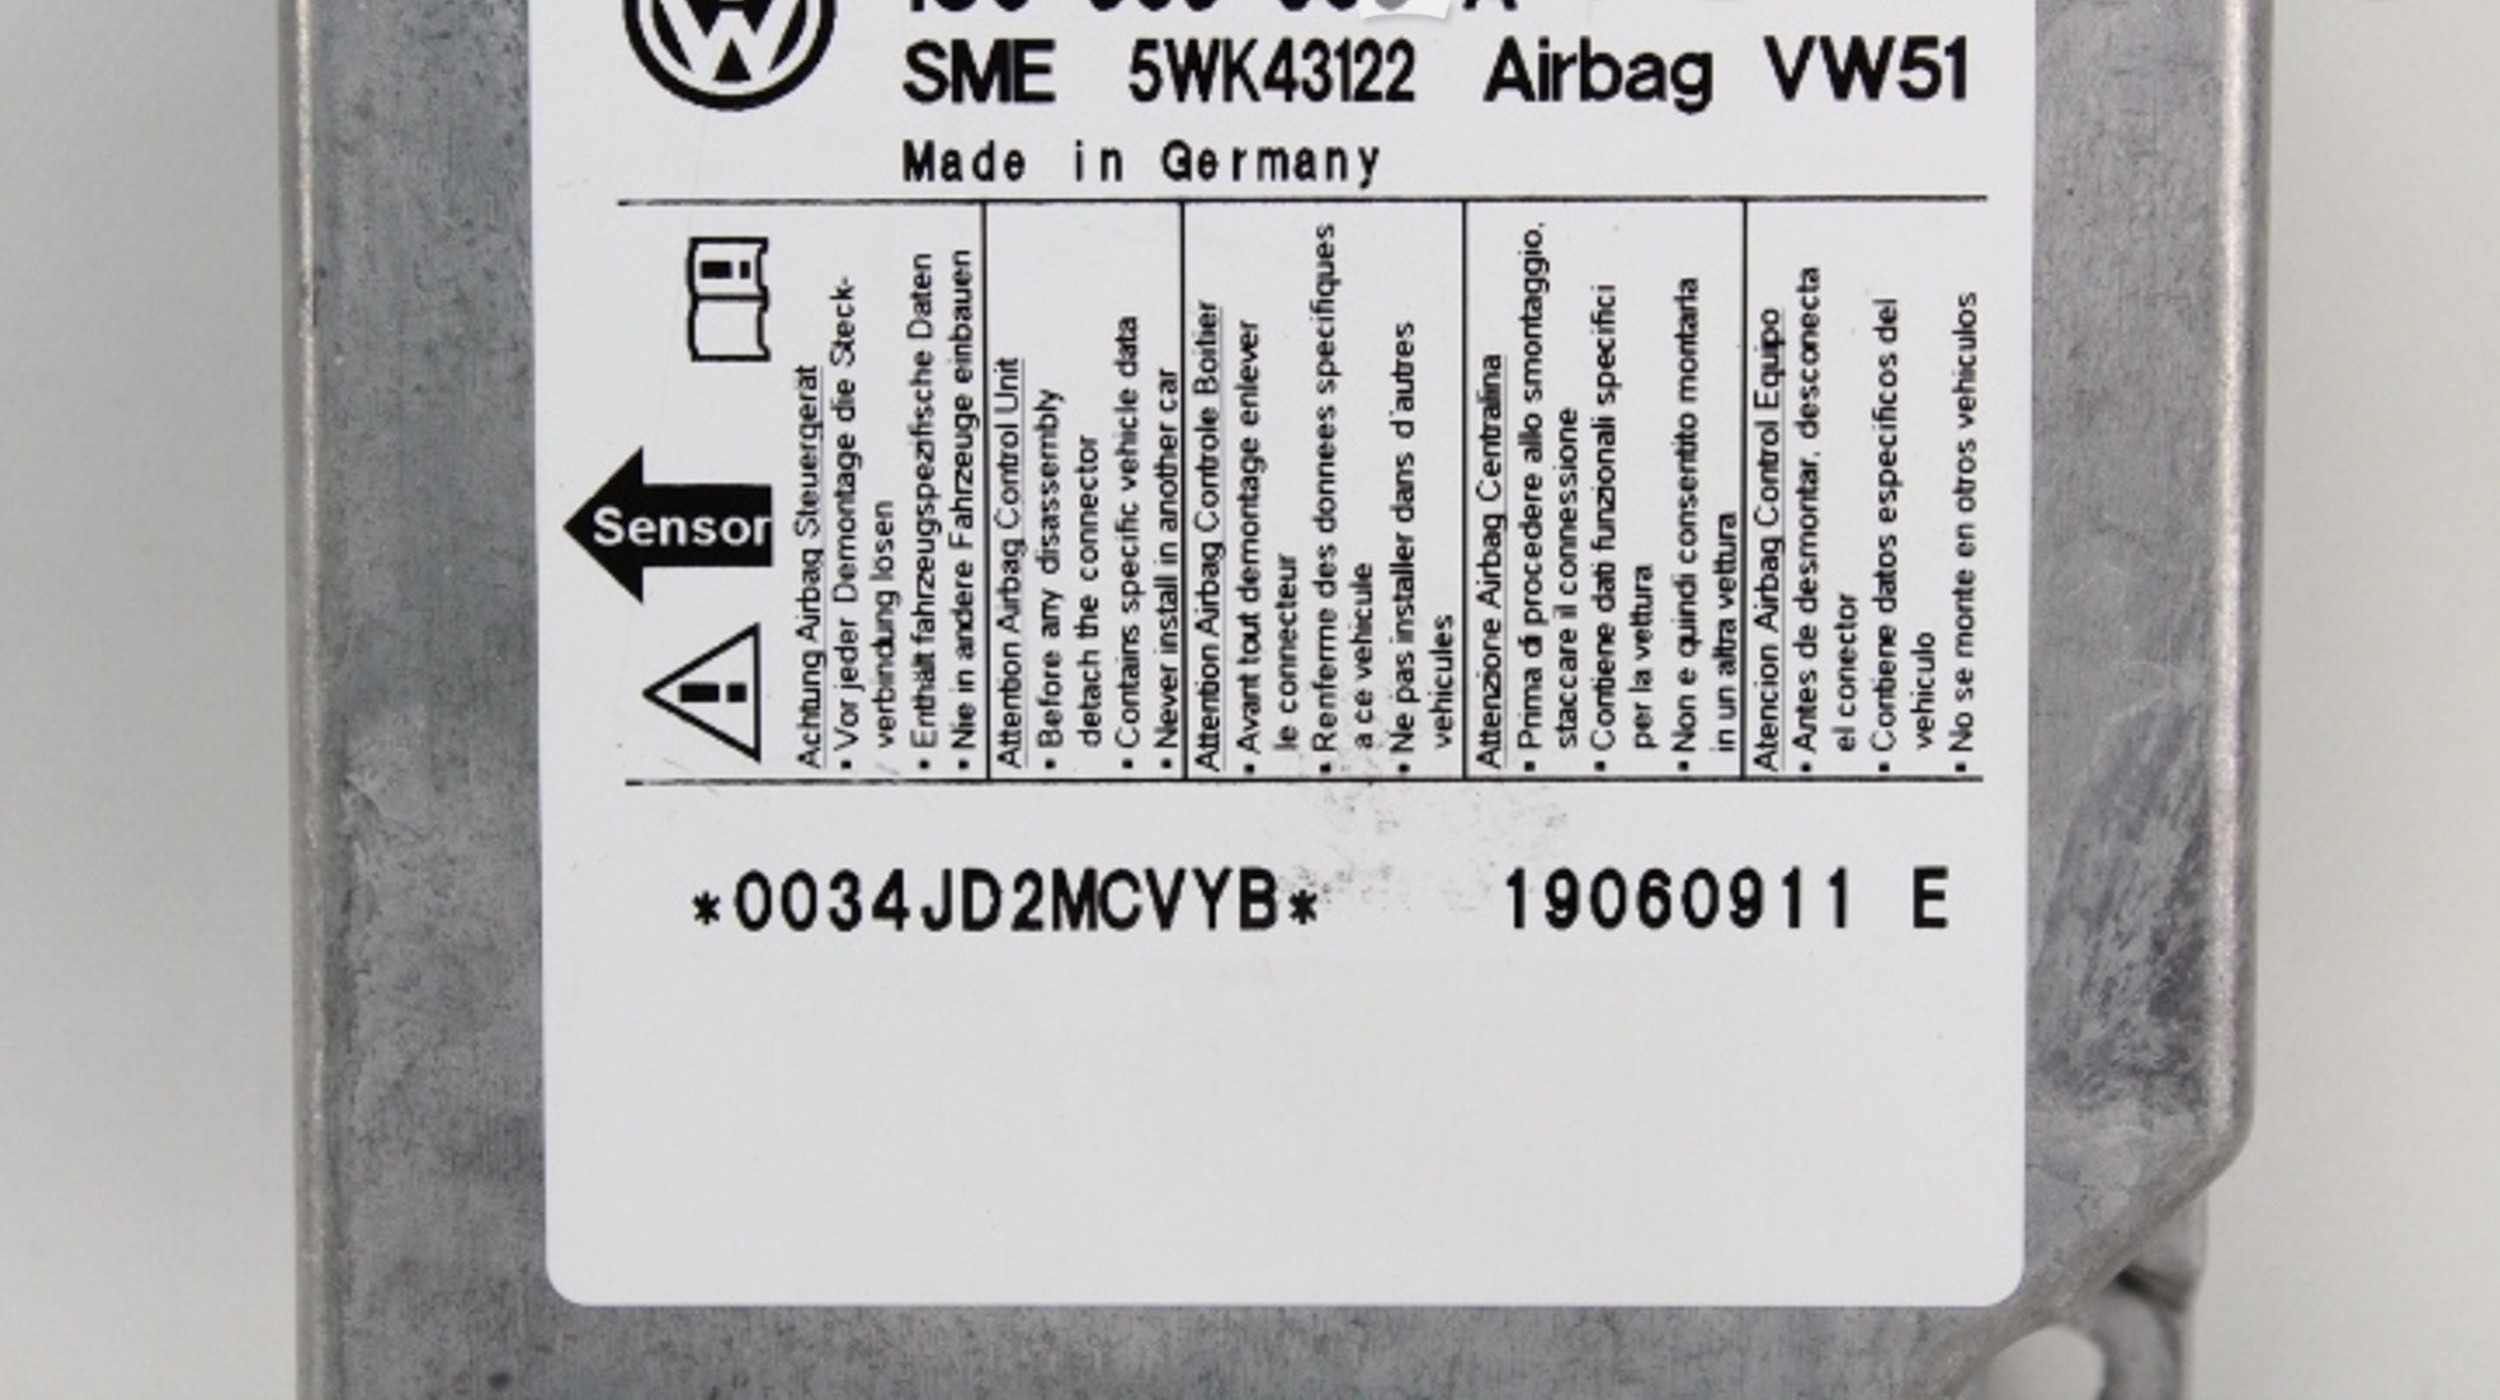 SME 5WK43122 Airbag VW51
Made in Germany
Sensor
Achtung Airbag Steuergerät
• Vor jeder Demontage die Steck-
verbindung lösen
• Enthält fahrzeugspezifische Daten
• Nie in andere Fahrzeuge einbauen
Attention Airbag Control Unit
• Before any disassembly
detach the connector
• Contains specific vehicle data
• Never install in another car
Attention Airbag Controle Boitier
• Avant tout demontage enlever
le connecteur
• Renferme des donnees specifiques
a ce vehicule
• Ne pas installer dans d'autres
vehicules
Attenzione Airbag Centralina
• Prima di procedere allo smontaggio,
staccare il connessione
• Contiene dati funzionali specifici
per la vettura
• Non e quindi consentito montarla
in un altra vettura
Atencion Airbag Control Equipo
• Antes de desmontar, desconecta
el conector
• Contiene datos especificos del
vehiculo
• No se monte en otros vehiculos
*0034JD2MCVYB* 19060911 E